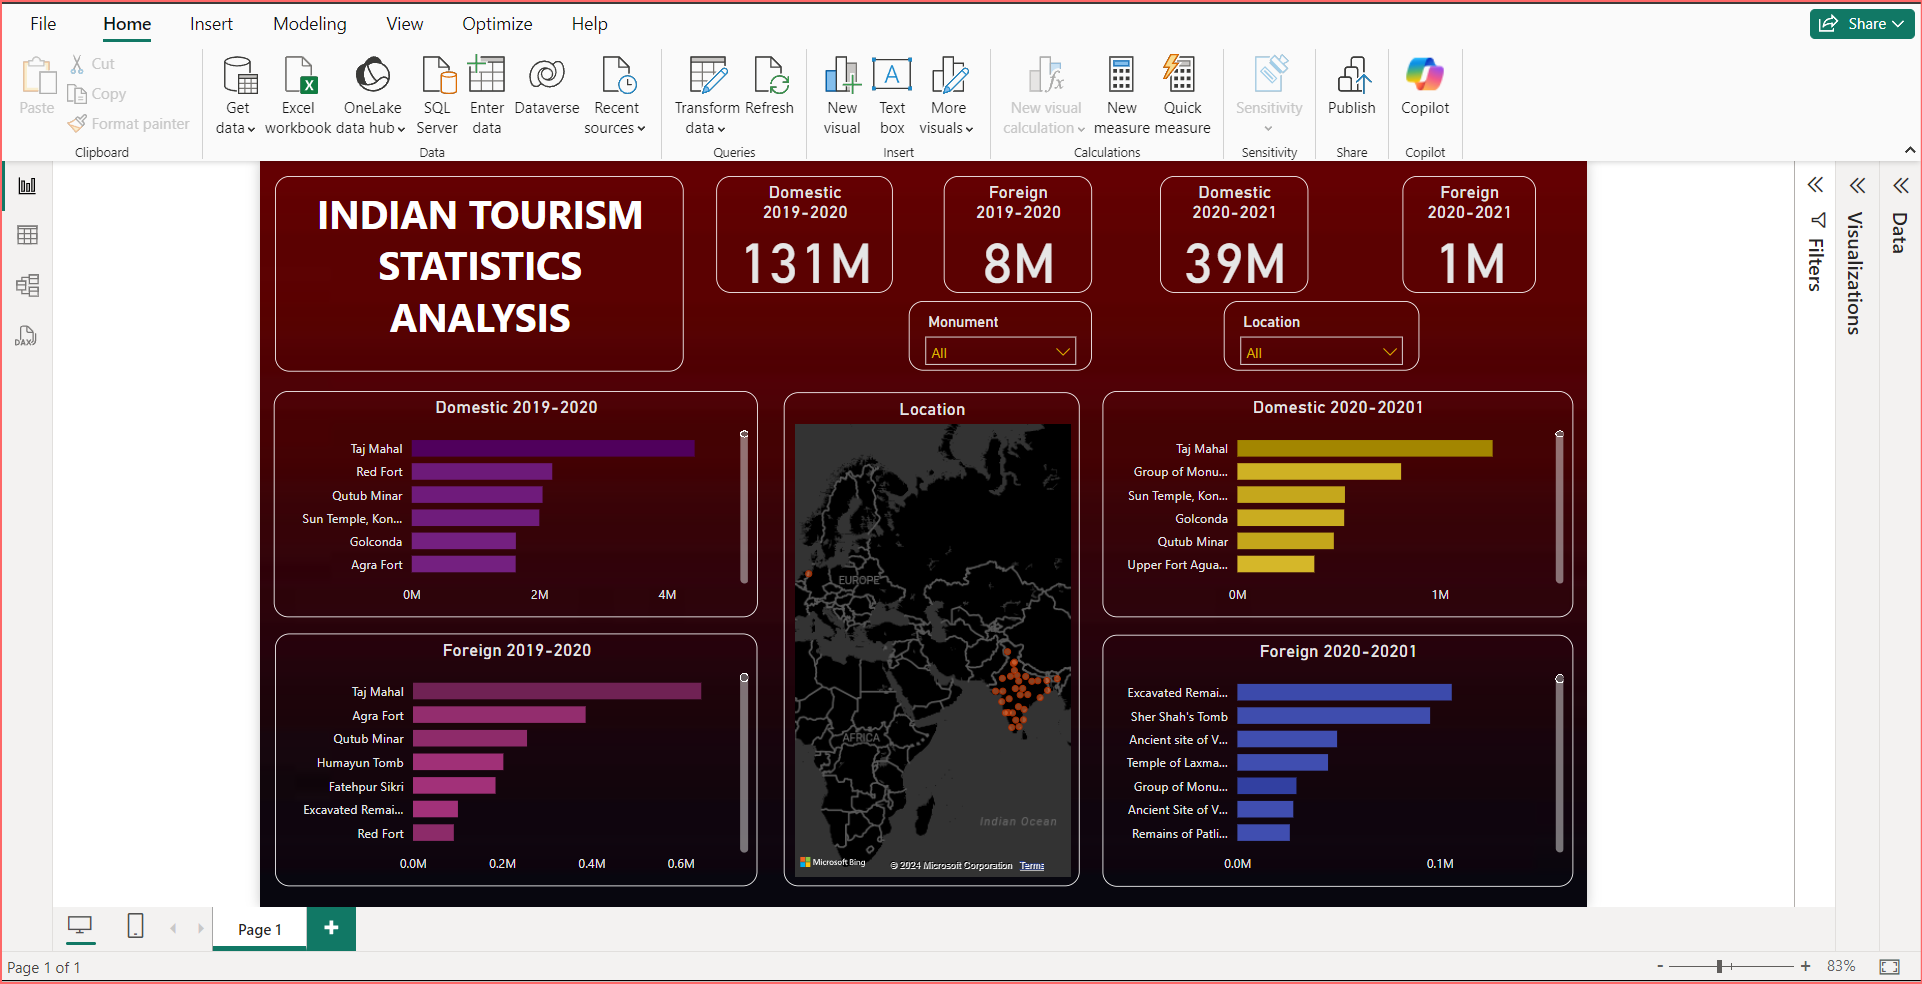 File Home Insert Modeling View Optimize Help Share
Paste
Cut
Copy
Format painter
Clipboard
Get data
Excel workbook
OneLake data hub
SQL Server
Enter data
Dataverse
Recent sources
Data
Transform data
Refresh
Queries
New visual
Text box
More visuals
Insert
New visual calculation
New measure
Quick measure
Calculations
Sensitivity
Sensitivity
Publish
Share
Copilot
Copilot
DAX
INDIAN TOURISM
STATISTICS
ANALYSIS
Domestic
2019-2020
131M
Foreign
2019-2020
8M
Domestic
2020-2021
39M
Foreign
2020-2021
1M
Monument
All
Location
All
Domestic 2019-2020
Taj Mahal
Red Fort
Qutub Minar
Sun Temple, Kon...
Golconda
Agra Fort
0M 2M 4M
Location
EUROPE
AFRICA
Indian Ocean
Microsoft Bing
© 2024 Microsoft Corporation Terms
Domestic 2020-20201
Taj Mahal
Group of Monu...
Sun Temple, Kon...
Golconda
Qutub Minar
Upper Fort Agua...
0M 1M
Foreign 2019-2020
Taj Mahal
Agra Fort
Qutub Minar
Humayun Tomb
Fatehpur Sikri
Excavated Remai...
Red Fort
0.0M 0.2M 0.4M 0.6M
Foreign 2020-20201
Excavated Remai...
Sher Shah's Tomb
Ancient site of V...
Temple of Laxma...
Group of Monu...
Ancient Site of V...
Remains of Patli...
0.0M 0.1M
Filters
Visualizations
Data
Page 1
Page 1 of 1
- + 83%